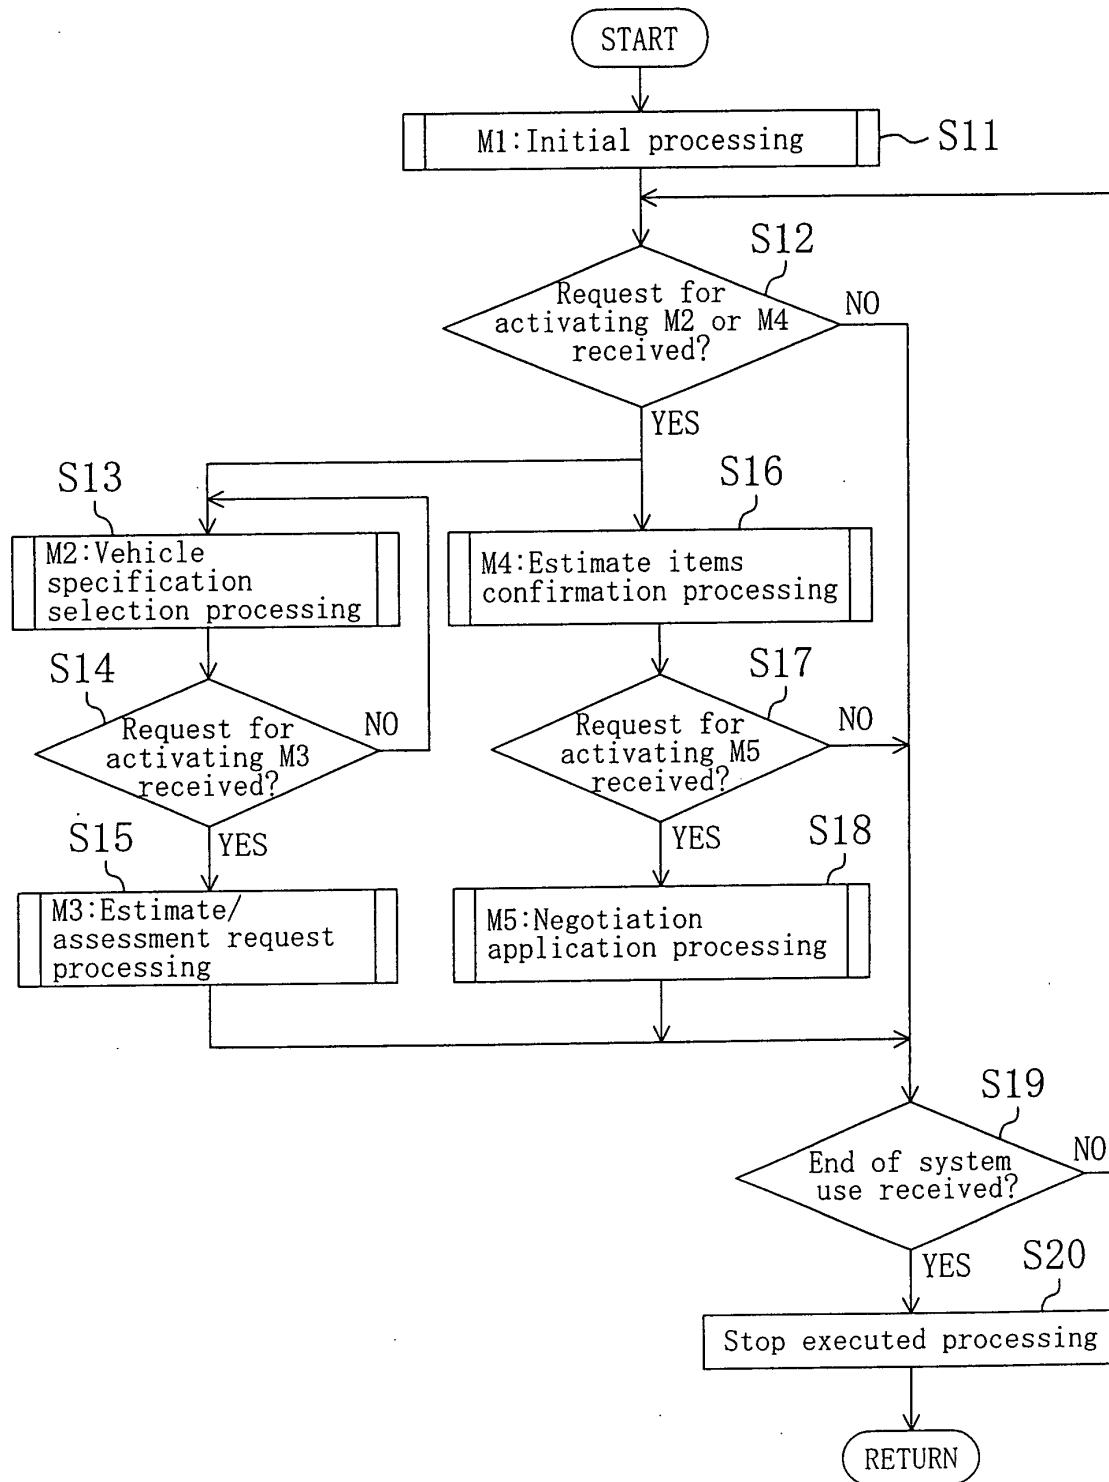 START
M1:Initial processing
S11
S12
Request for
activating M2 or M4
received?
NO
YES
S13
M2:Vehicle
specification
selection processing
S14
Request for
activating M3
received?
NO
YES
S15
M3:Estimate/
assessment request
processing
S16
M4:Estimate items
confirmation processing
S17
Request for
activating M5
received?
NO
YES
S18
M5:Negotiation
application processing
S19
End of system
use received?
NO
YES
S20
Stop executed processing
RETURN